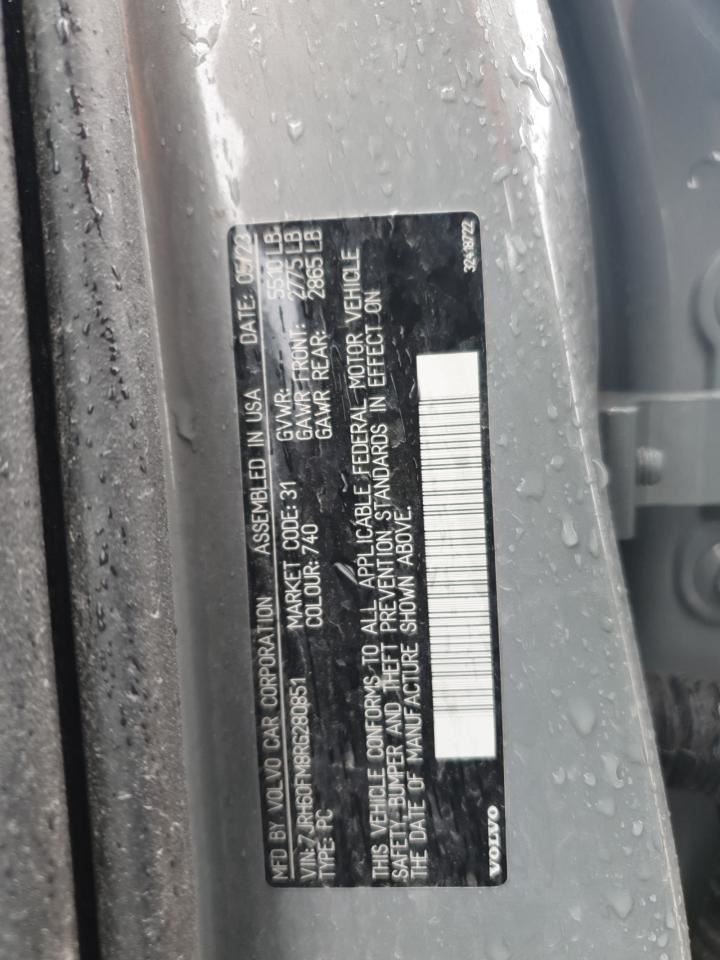 MFD BY VOLVO CAR CORPORATION ASSEMBLED IN USA DATE: 05/23
VIN: 7JRH60FM8RG280851 MARKET CODE: 31 GVWR: 5510 LB
TYPE: PC COLOUR: 740 GAWR FRONT: 2775 LB
GAWR REAR: 2865 LB
THIS VEHICLE CONFORMS TO ALL APPLICABLE FEDERAL MOTOR VEHICLE
SAFETY, BUMPER AND THEFT PREVENTION STANDARDS IN EFFECT ON
THE DATE OF MANUFACTURE SHOWN ABOVE.
VOLVO 32418722